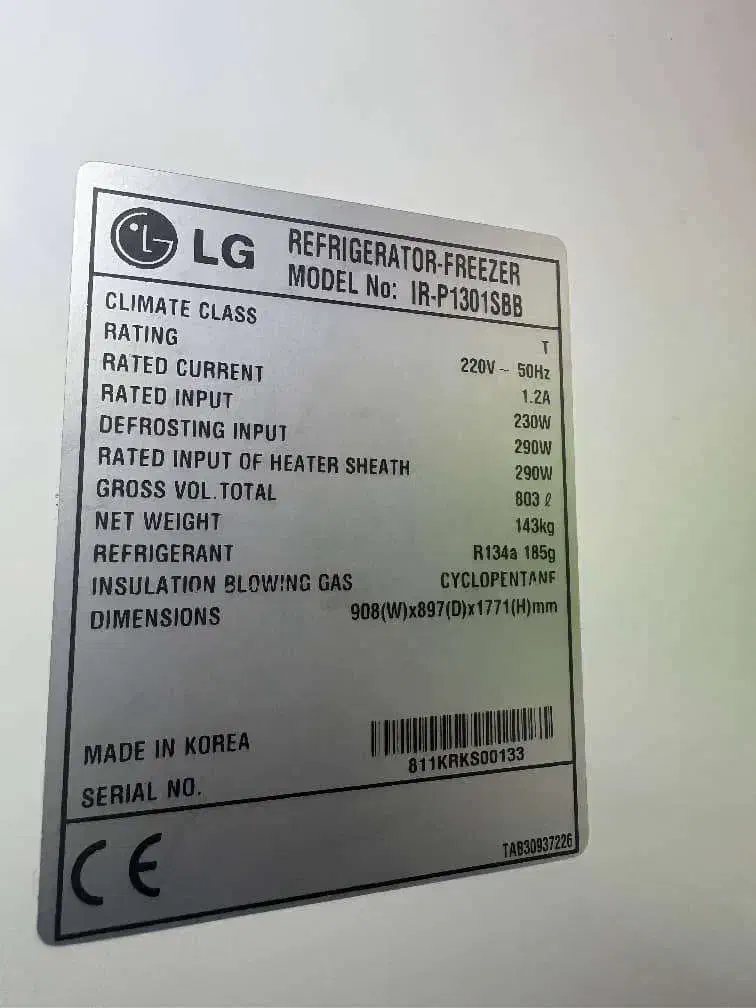 LG REFRIGERATOR-FREEZER
MODEL No: IR-P1301SBB
CLIMATE CLASS T
RATING 220V ~ 50Hz
RATED CURRENT 1.2A
RATED INPUT 230W
DEFROSTING INPUT 290W
RATED INPUT OF HEATER SHEATH 290W
GROSS VOL.TOTAL 803 ℓ
NET WEIGHT 143kg
REFRIGERANT R134a 185g
INSULATION BLOWING GAS CYCLOPENTANE
DIMENSIONS 908(W)x897(D)x1771(H)mm
MADE IN KOREA
811KRKS00133
SERIAL NO.
CE
TAB30937226